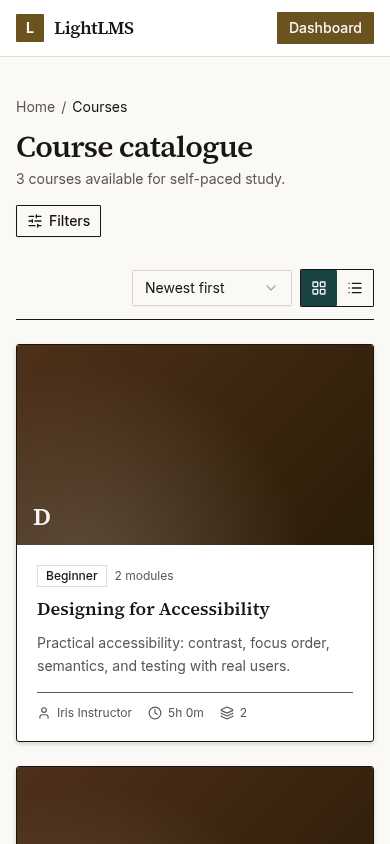 L LightLMS Dashboard
Home / Courses
Course catalogue
3 courses available for self-paced study.
Filters
Newest first
D
Beginner 2 modules
Designing for Accessibility
Practical accessibility: contrast, focus order,
semantics, and testing with real users.
Iris Instructor 5h 0m 2